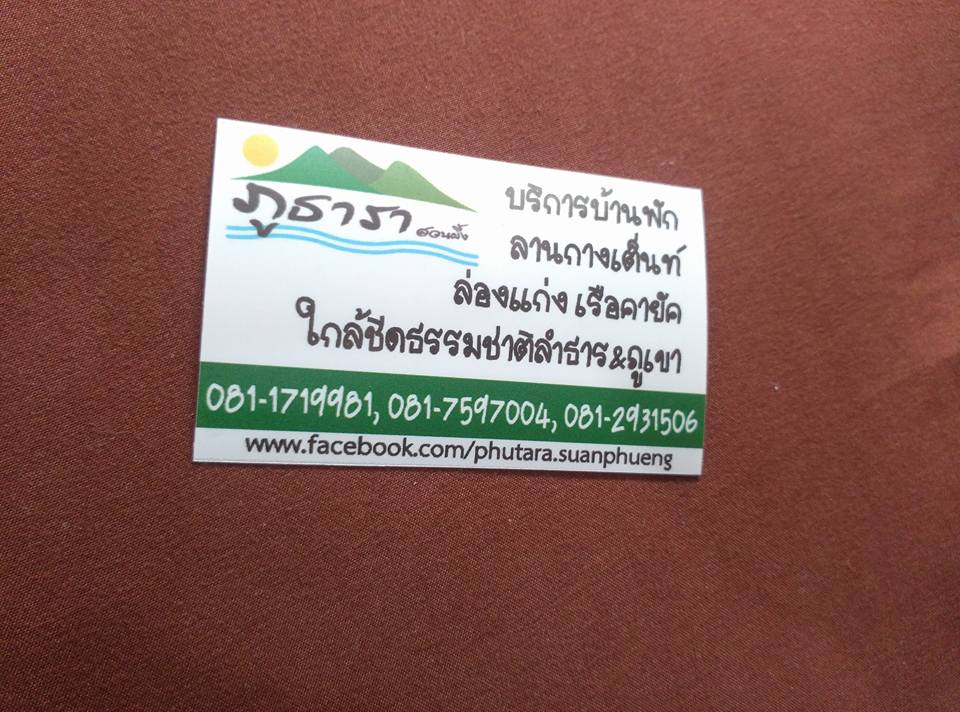 ภูธารา
สวนผึ้ง
บริการบ้านพัก
ลานกางเต็นท์
ล่องแก่ง เรือคายัค
ใกล้ชีดธรรมชาติลำธาร&ภูเขา
081-1719981, 081-7597004, 081-2931506
www.facebook.com/phutara.suanphueng